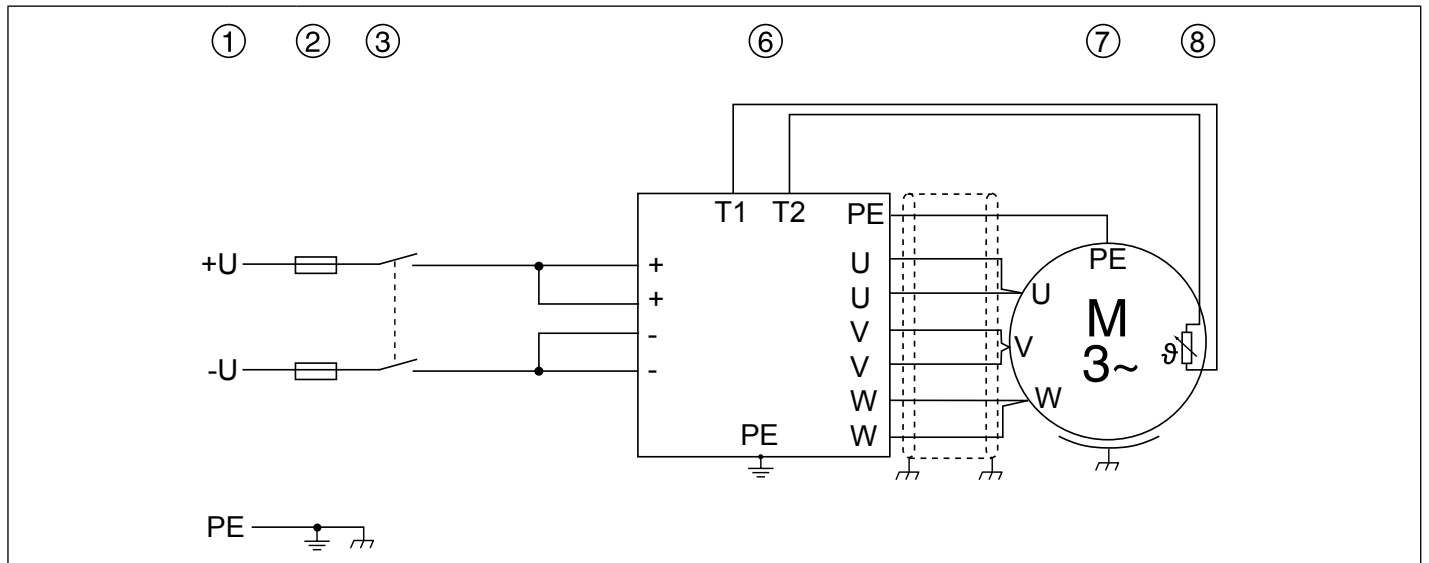 ① ② ③ ⑥ ⑦ ⑧
T1 T2 PE
PE
+U + U
U
+ U
V
- V
V
-U - W
W
PE W
M
3~
ϑ
PE